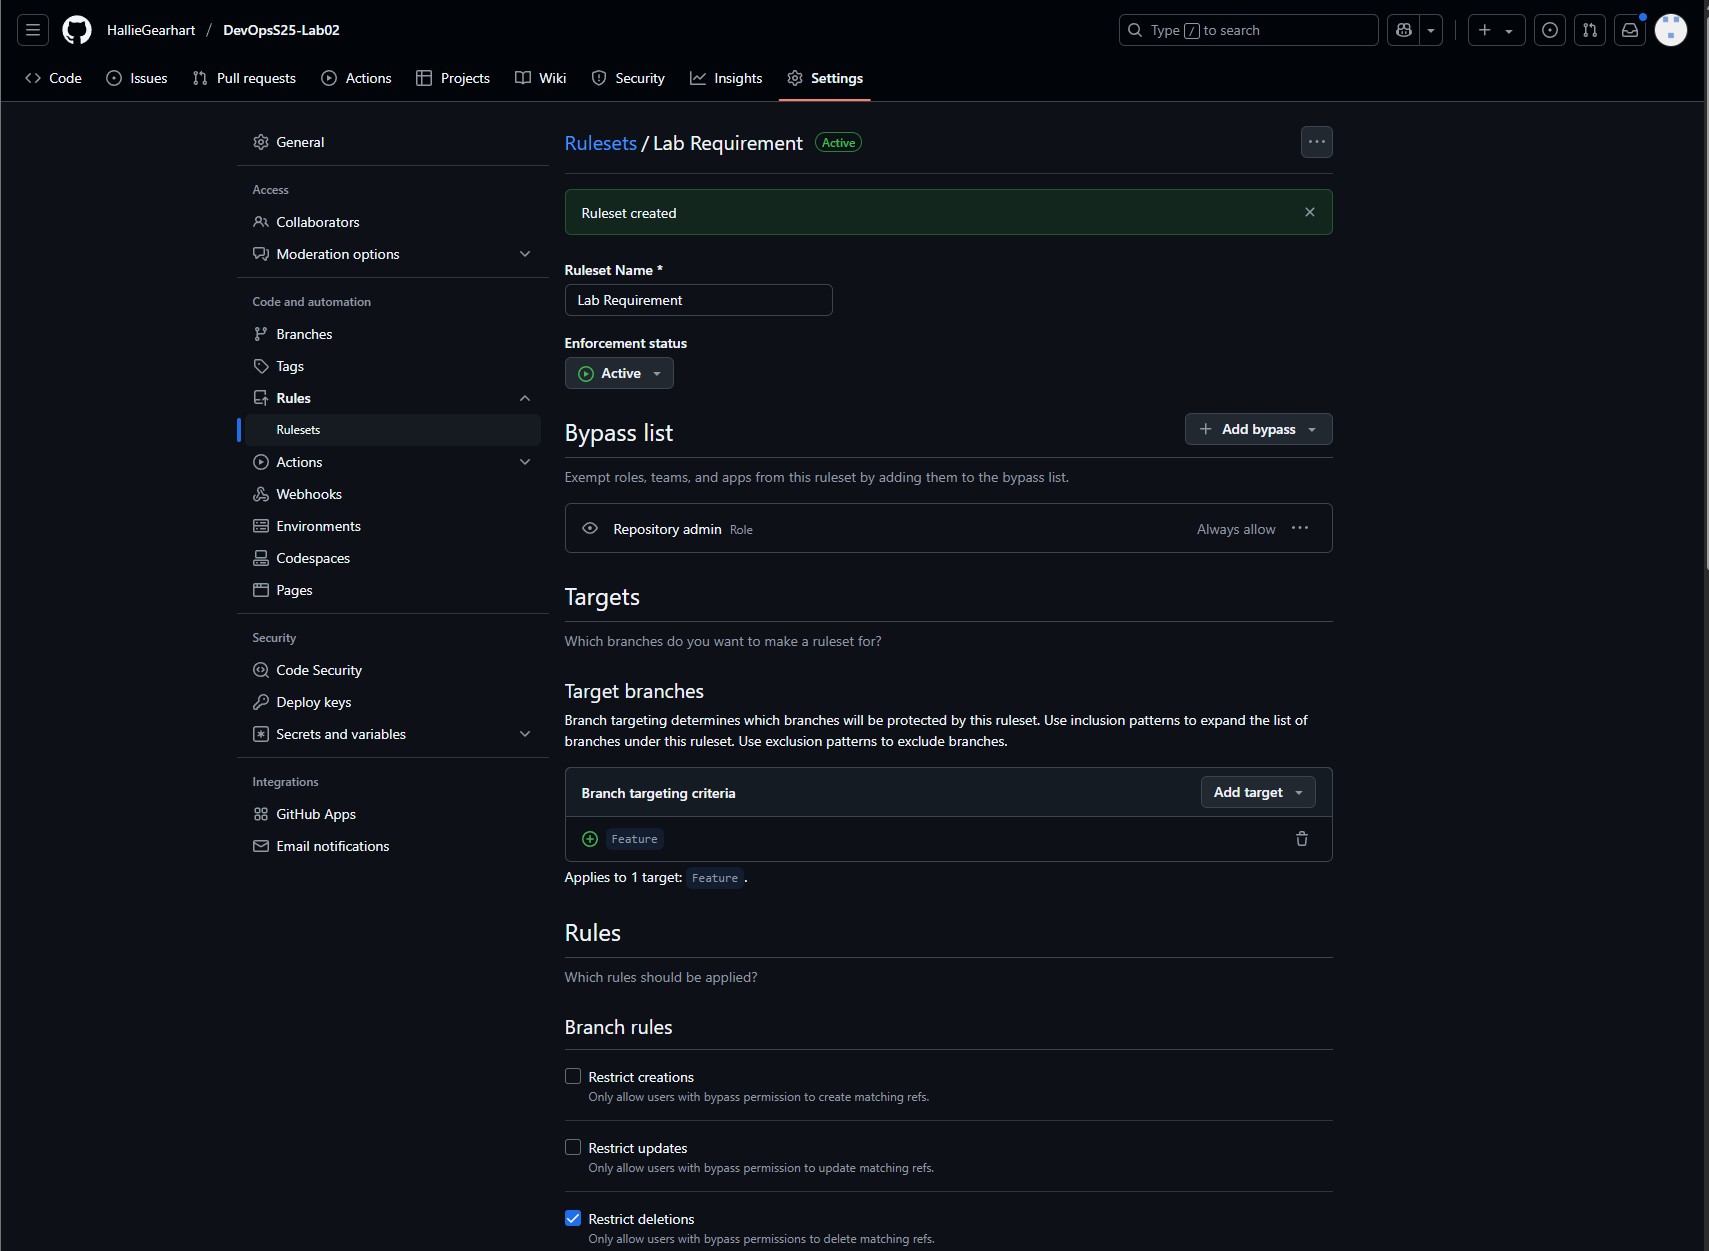 HallieGearhart / DevOpsS25-Lab02
Type / to search
Code
Issues
Pull requests
Actions
Projects
Wiki
Security
Insights
Settings
General
Access
Collaborators
Moderation options
Code and automation
Branches
Tags
Rules
Rulesets
Actions
Webhooks
Environments
Codespaces
Pages
Security
Code Security
Deploy keys
Secrets and variables
Integrations
GitHub Apps
Email notifications
Rulesets / Lab Requirement Active
Ruleset created
Ruleset Name *
Lab Requirement
Enforcement status
Active
Bypass list
Add bypass
Exempt roles, teams, and apps from this ruleset by adding them to the bypass list.
Repository admin Role Always allow
Targets
Which branches do you want to make a ruleset for?
Target branches
Branch targeting determines which branches will be protected by this ruleset. Use inclusion patterns to expand the list of
branches under this ruleset. Use exclusion patterns to exclude branches.
Branch targeting criteria
Add target
Feature
Applies to 1 target: Feature.
Rules
Which rules should be applied?
Branch rules
Restrict creations
Only allow users with bypass permission to create matching refs.
Restrict updates
Only allow users with bypass permission to update matching refs.
Restrict deletions
Only allow users with bypass permissions to delete matching refs.